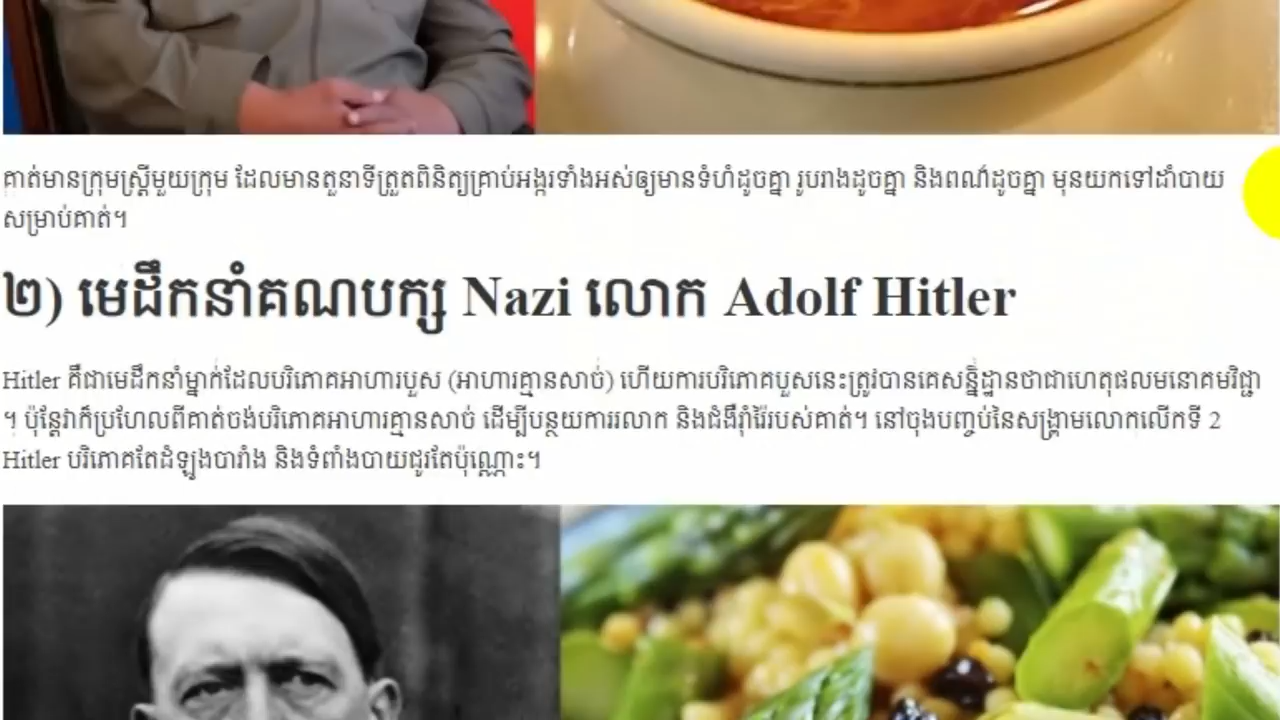 គាត់មានក្រុមស្ត្រីមួយក្រុម ដែលមានតួនាទីត្រួតពិនិត្យគ្រាប់អង្ករទាំងអស់ឲ្យមានទំហំដូចគ្នា រូបរាងដូចគ្នា និងពណ៌ដូចគ្នា មុនយកទៅដាំបាយ
សម្រាប់គាត់។
២) មេដឹកនាំគណបក្ស Nazi លោក Adolf Hitler
Hitler គឺជាមេដឹកនាំម្នាក់ដែលបរិភោគអាហារបួស (អាហារគ្មានសាច់) ហើយការបរិភោគបួសនេះត្រូវបានគេសន្និដ្ឋានថាជាហេតុផលមនោគមវិជ្ជា
។ ប៉ុន្តែវាក៏ប្រហែលពីគាត់ចង់បរិភោគអាហារគ្មានសាច់ ដើម្បីបន្ថយការរលាក និងជំងឺរ៉ាំរ៉ៃរបស់គាត់។ នៅចុងបញ្ចប់នៃសង្គ្រាមលោកលើកទី 2
Hitler បរិភោគតែដំឡូងបារាំង និងទំពាំងបាយជូរតែប៉ុណ្ណោះ។